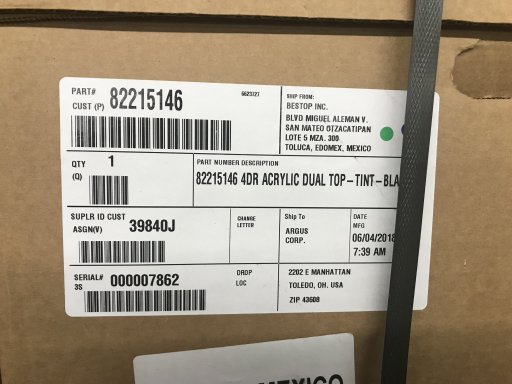 PART#
CUST (P) 82215146
6623727
SHIP FROM:
BESTOP INC.
BLVD MIGUEL ALEMAN V.
SAN MATEO OTZACATIPAN
LOTE 5 MZA. 300
TOLUCA, EDOMEX, MEXICO
QTY 1
(Q)
PART NUMBER DESCRIPTION
82215146 4DR ACRYLIC DUAL TOP-TINT-BLA
SUPLR ID CUST
ASGN(V) 39840J
CHANGE
LETTER
Ship To
ARGUS
CORP.
DATE
MFG
06/04/2018
7:39 AM
SERIAL# 000007862
3S
DROP
LOC
2202 E MANHATTAN
TOLEDO, OH. USA
ZIP 43608
MEXICO